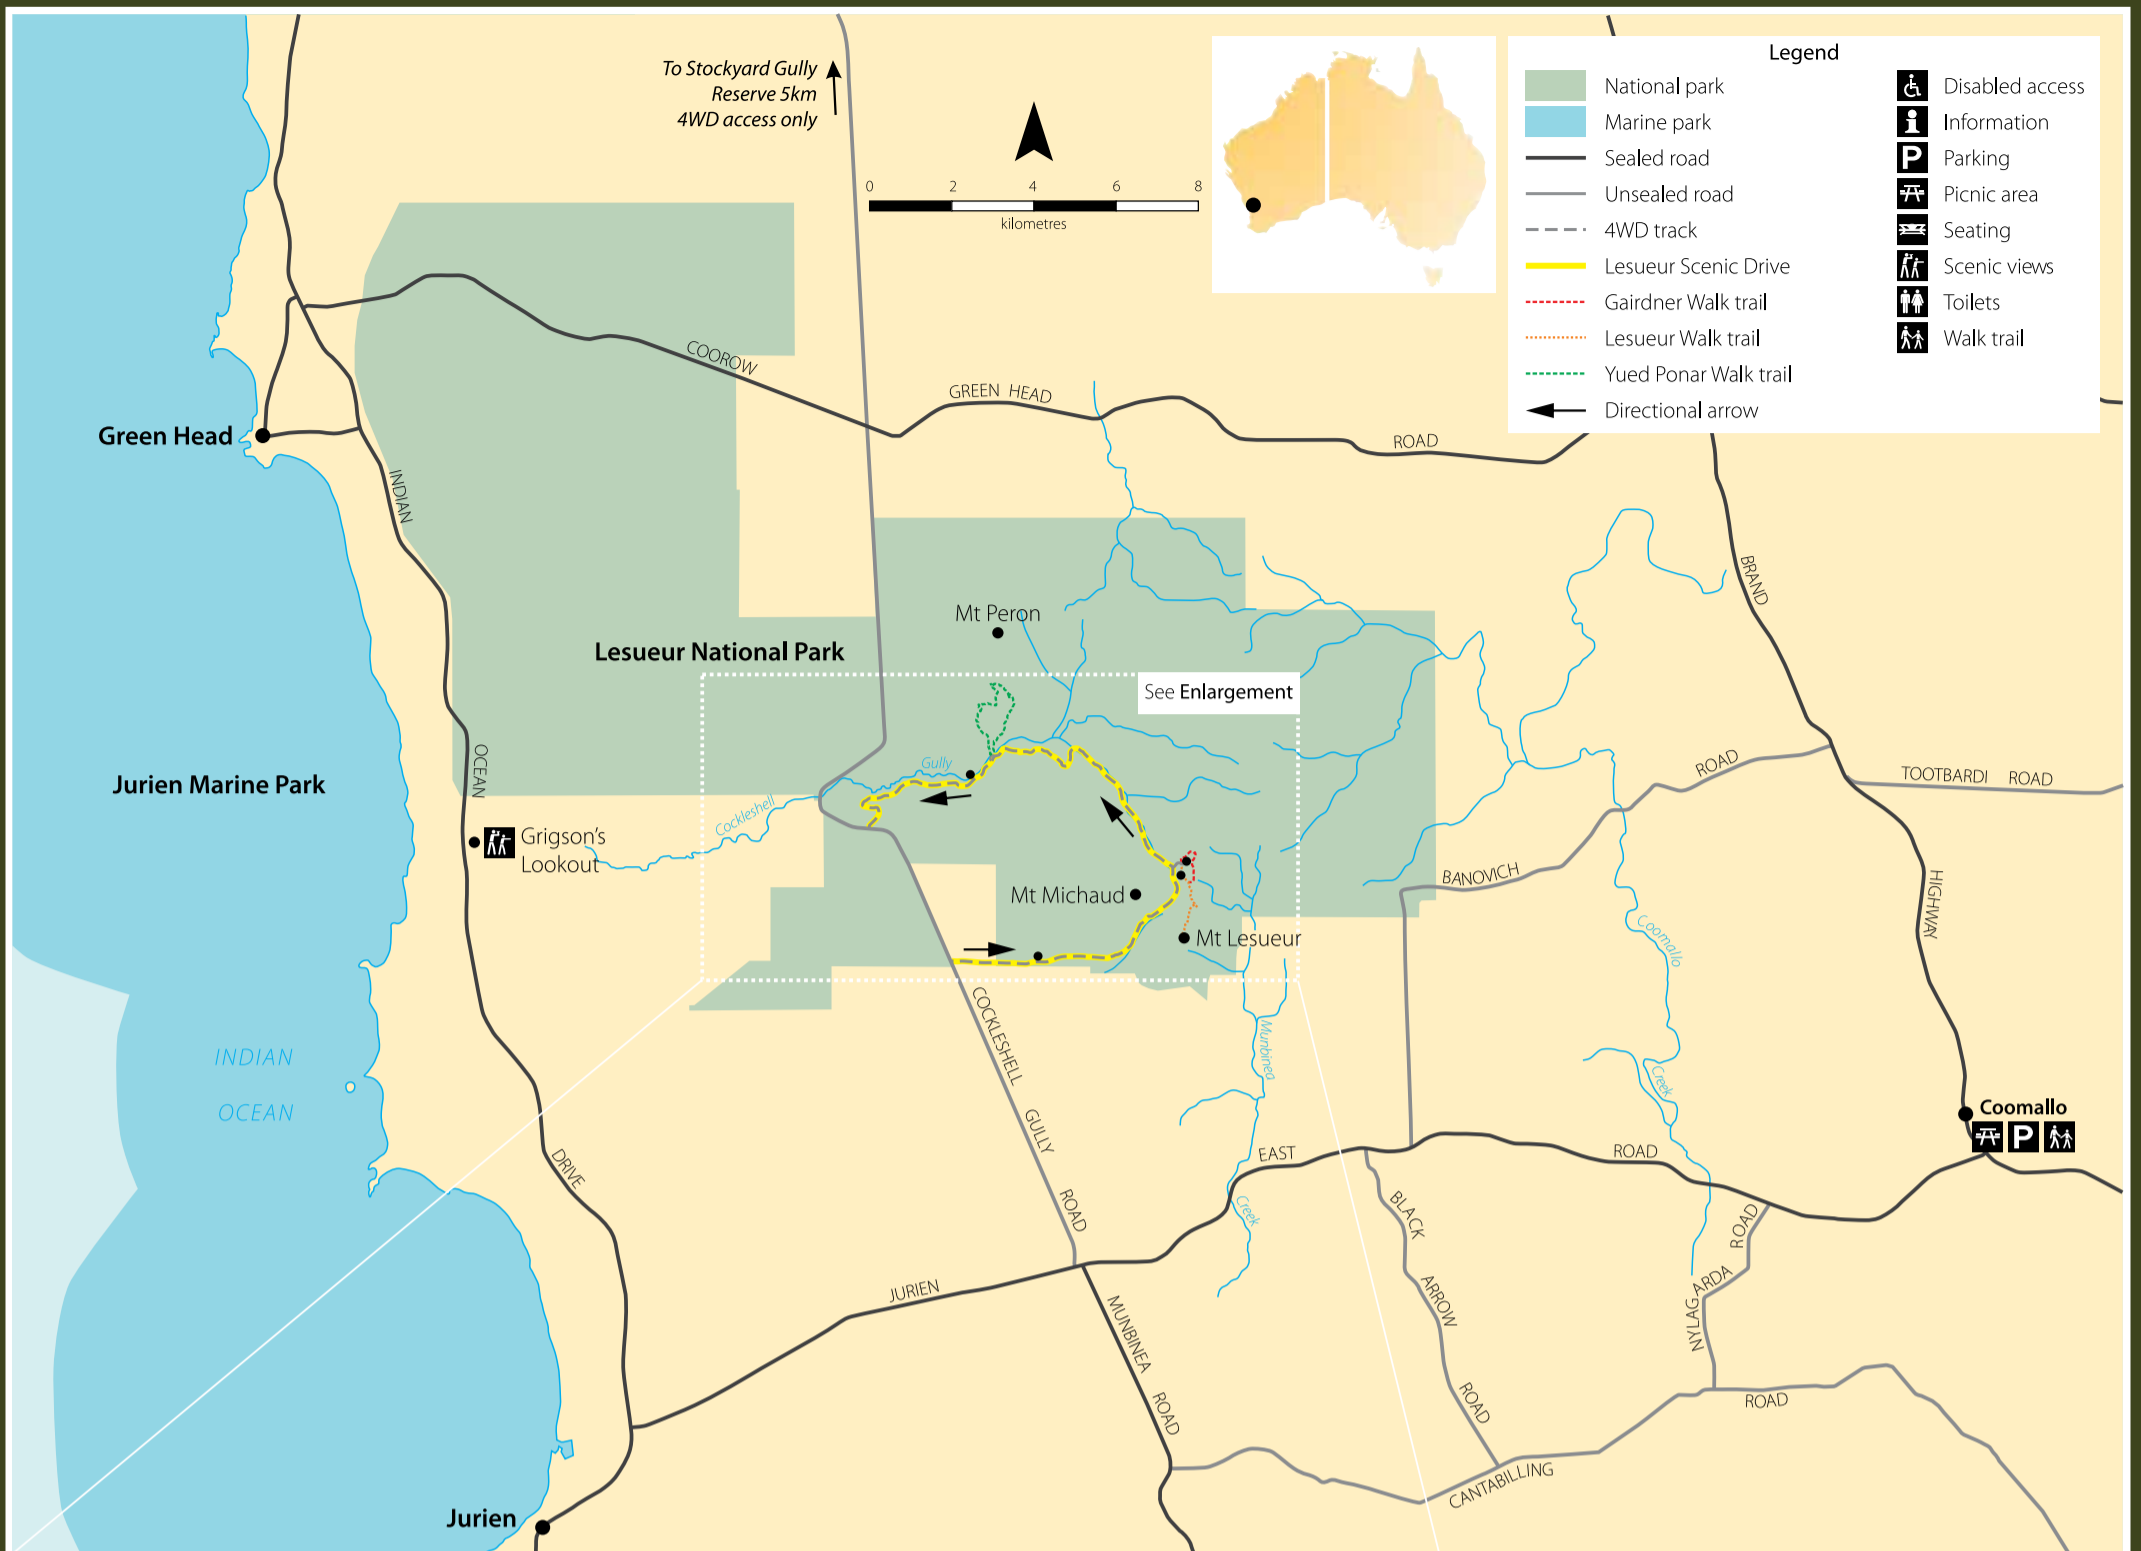 To Stockyard Gully
Reserve 5km
4WD access only
0 2 4 6 8
kilometres
Legend
National park
Marine park
Sealed road
Unsealed road
4WD track
Lesueur Scenic Drive
Gairdner Walk trail
Lesueur Walk trail
Yued Ponar Walk trail
Directional arrow
Disabled access
Information
P Parking
Picnic area
Seating
Scenic views
Toilets
Walk trail
COOROW
GREEN HEAD
ROAD
Green Head
INDIAN
BRAND
Mt Peron
Lesueur National Park
See Enlargement
OCEAN
Gully
Cockleshell
Jurien Marine Park
ROAD
TOOTBARDI ROAD
Grigson's
Lookout
BANOVICH
HIGHWAY
Mt Michaud
Mt Lesueur
Coomallo
COCKLESHELL
GULLY
ROAD
Munbinea
Creek
INDIAN
OCEAN
Creek
Coomallo
P
DRIVE
EAST
ROAD
BLACK
ARROW
ROAD
ROAD
NYLAG ARDA
JURIEN
MUNBINEA
ROAD
ROAD
CANTABILLING
Jurien